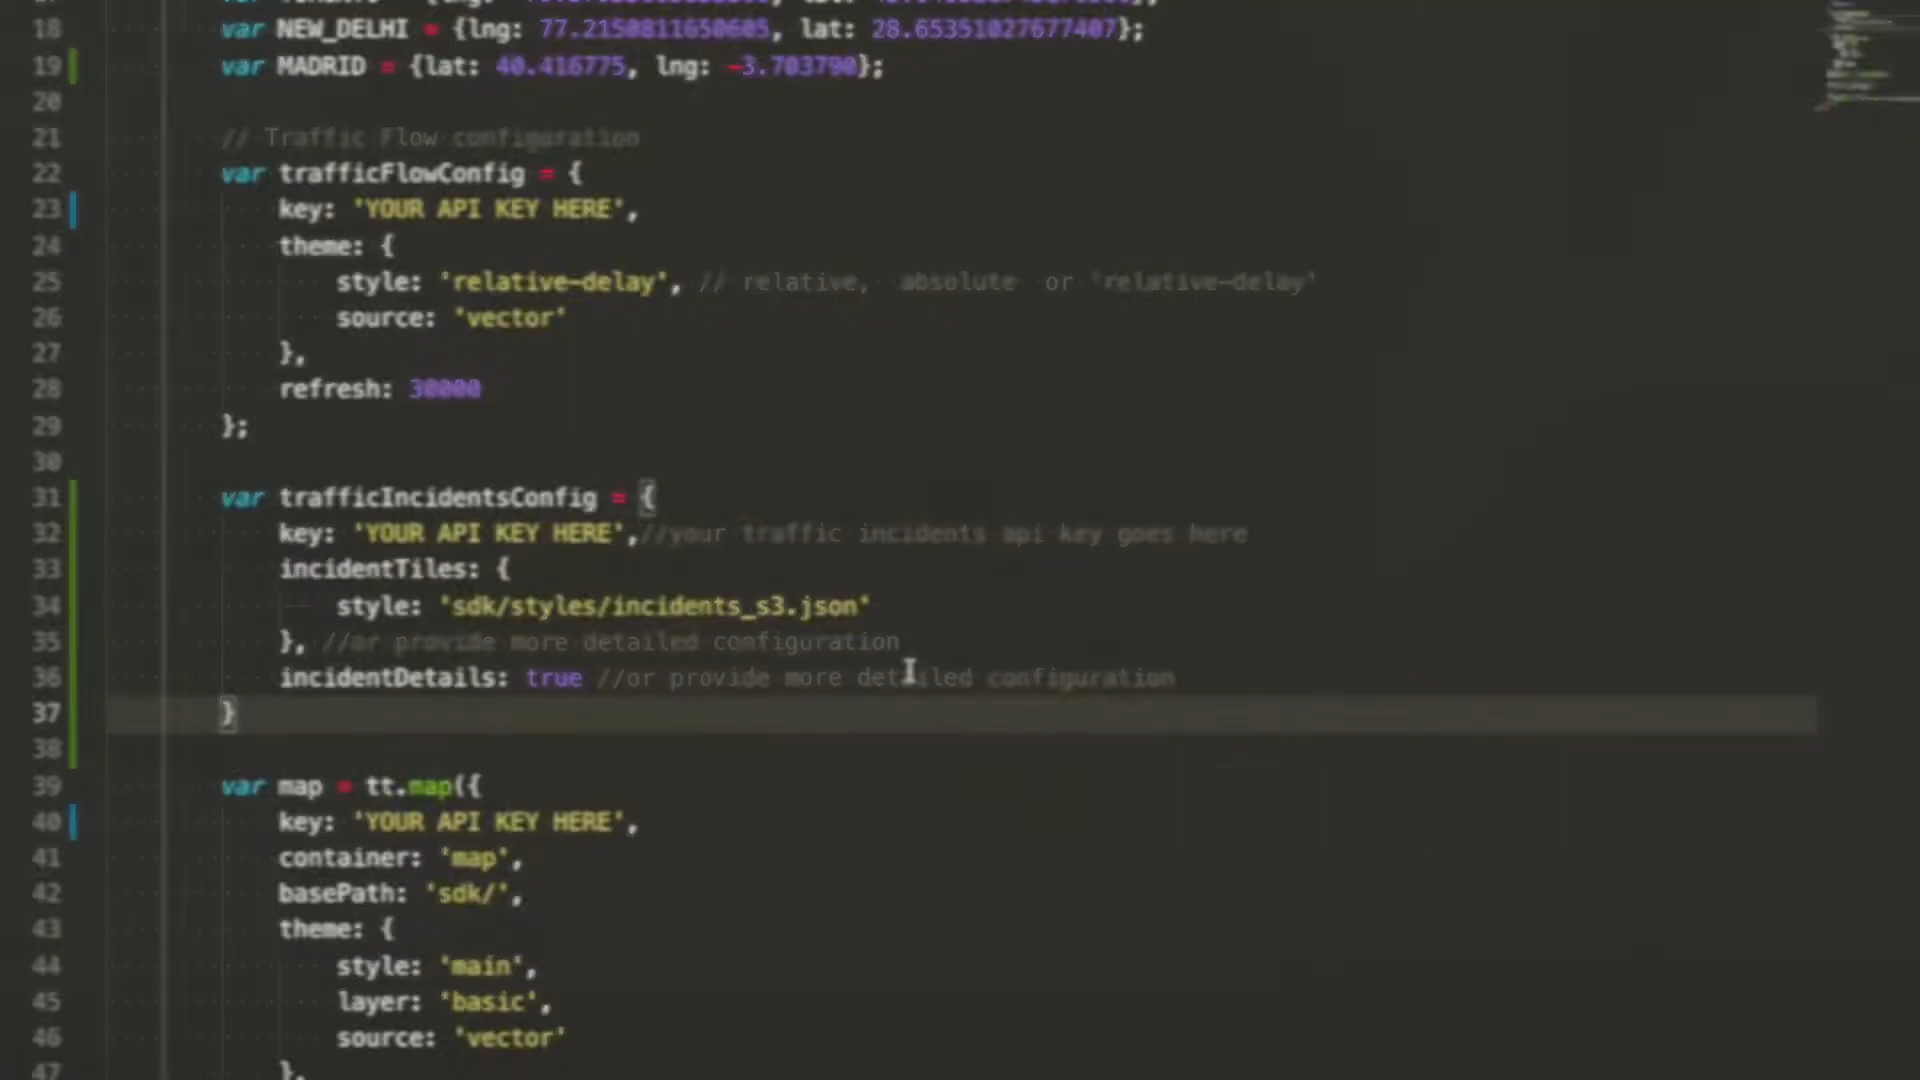 18 var NEW_DELHI = {lng: 77.2150811650605, lat: 28.65351027677407};
19 var MADRID = {lat: 40.416775, lng: -3.703790};
20
21 // Traffic Flow configuration
22 var trafficFlowConfig = {
23 key: 'YOUR API KEY HERE',
24 theme: {
25 style: 'relative-delay', // relative, absolute or 'relative-delay'
26 source: 'vector'
27 },
28 refresh: 30000
29 };
30
31 var trafficIncidentsConfig = {
32 key: 'YOUR API KEY HERE',//your traffic incidents api key goes here
33 incidentTiles: {
34 style: 'sdk/styles/incidents_s3.json'
35 }, //or provide more detailed configuration
36 incidentDetails: true //or provide more detailed configuration
37 }
38
39 var map = tt.map({
40 key: 'YOUR API KEY HERE',
41 container: 'map',
42 basePath: 'sdk/',
43 theme: {
44 style: 'main',
45 layer: 'basic',
46 source: 'vector'
47 },